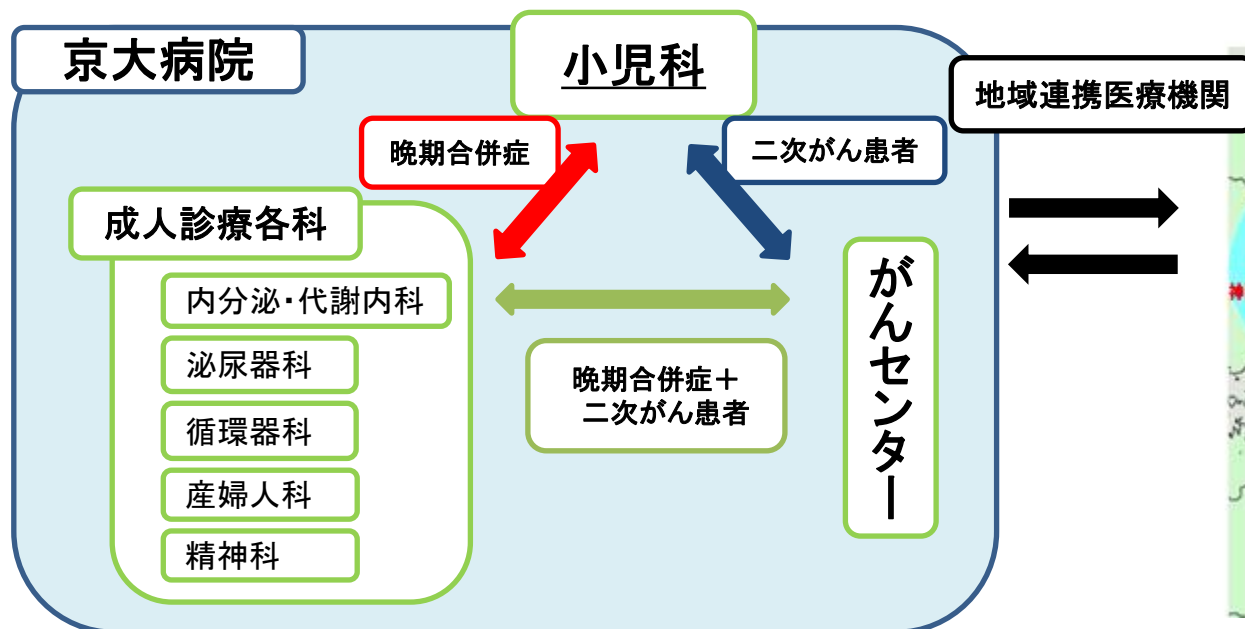 京大病院
小児科
地域連携医療機関
晩期合併症
二次がん患者
成人診療各科
内分泌・代謝内科
泌尿器科
循環器科
産婦人科
精神科
晩期合併症＋
二次がん患者
がんセンター
神